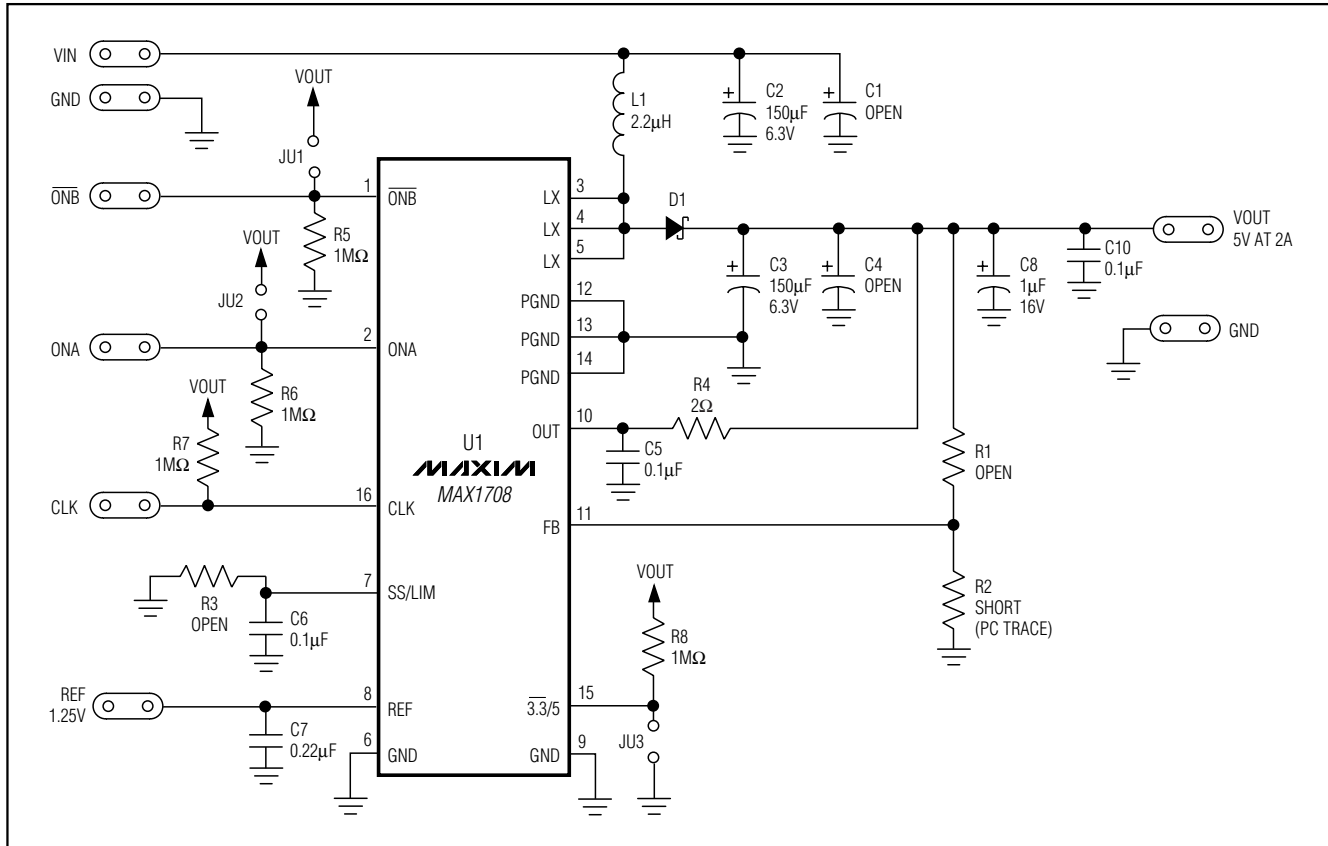 VIN
GND
VOUT
JU1
L1
2.2µH
C2
150µF
6.3V
C1
OPEN
+
+
ONB
1
ONB
R5
1MΩ
VOUT
JU2
ONA
2
ONA
R6
1MΩ
VOUT
R7
1MΩ
CLK
16
CLK
R3
OPEN
7
SS/LIM
C6
0.1µF
REF
1.25V
8
REF
C7
0.22µF
6
GND
U1
MAXIM
MAX1708
3
LX
4
LX
5
LX
D1
12
PGND
13
PGND
14
PGND
+
C3
150µF
6.3V
+
C4
OPEN
+
C8
1µF
16V
C10
0.1µF
VOUT
5V AT 2A
GND
10
OUT
R4
2Ω
C5
0.1µF
R1
OPEN
11
FB
R2
SHORT
(PC TRACE)
VOUT
R8
1MΩ
15
3.3/5
JU3
9
GND